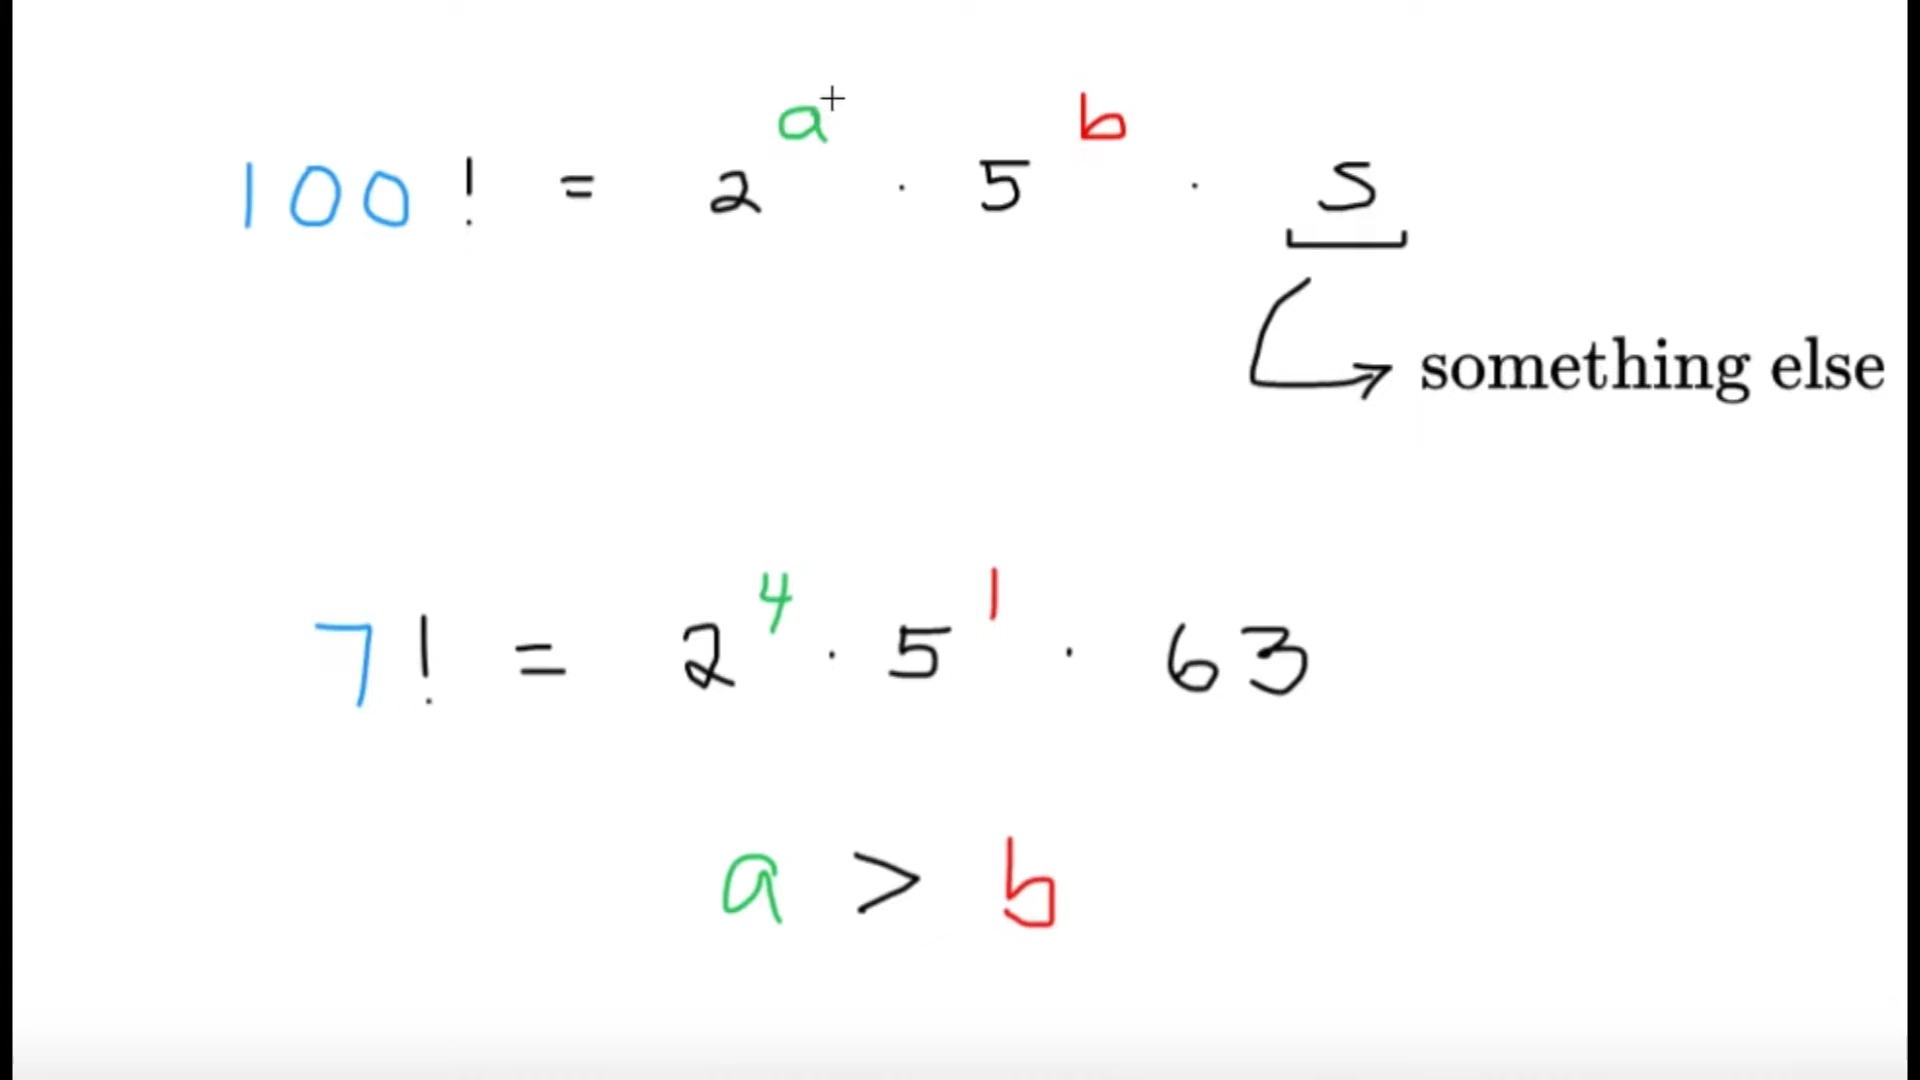 100! = 2^a · 5^b · s
something else
7! = 2^4 · 5^1 · 63
a > b